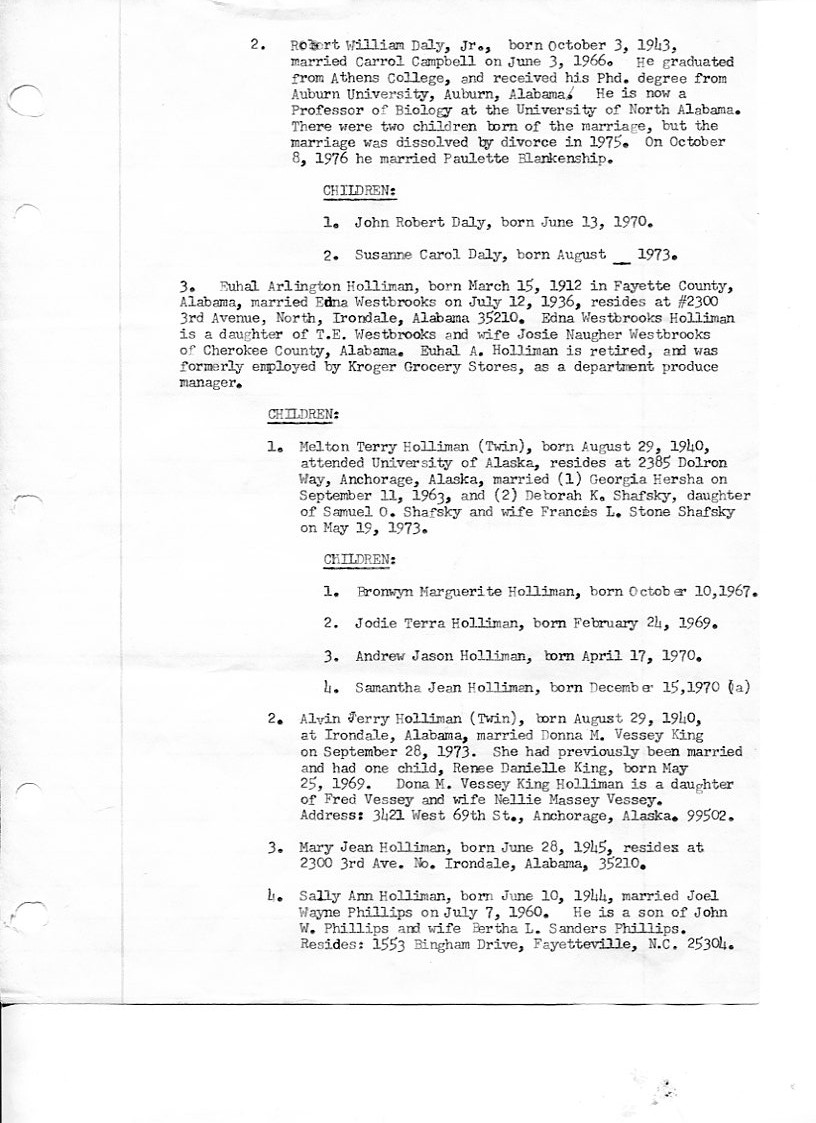 2. Robert William Daly, Jr., born October 3, 1943,
married Carrol Campbell on June 3, 1966. He graduated
from Athens College, and received his Phd. degree from
Auburn University, Auburn, Alabama. He is now a
Professor of Biology at the University of North Alabama.
There were two children born of the marriage, but the
marriage was dissolved by divorce in 1975. On October
8, 1976 he married Paulette Blankenship.
CHILDREN:
1. John Robert Daly, born June 13, 1970.
2. Susanne Carol Daly, born August __ 1973.
3. Euhal Arlington Holliman, born March 15, 1912 in Fayette County,
Alabama, married Edna Westbrooks on July 12, 1936, resides at #2300
3rd Avenue, North, Irondale, Alabama 35210. Edna Westbrooks Holliman
is a daughter of T.E. Westbrooks and wife Josie Naugher Westbrooks
of Cherokee County, Alabama. Euhal A. Holliman is retired, and was
formerly employed by Kroger Grocery Stores, as a department produce
manager.
CHILDREN:
1. Melton Terry Holliman (Twin), born August 29, 1940,
attended University of Alaska, resides at 2385 Dolron
Way, Anchorage, Alaska, married (1) Georgia Hersha on
September 11, 1963, and (2) Deborah K. Shafsky, daughter
of Samuel O. Shafsky and wife Francis L. Stone Shafsky
on May 19, 1973.
CHILDREN:
1. Bronwyn Marguerite Holliman, born October 10,1967.
2. Jodie Terra Holliman, born February 24, 1969.
3. Andrew Jason Holliman, born April 17, 1970.
4. Samantha Jean Holliman, born December 15,1970 (a)
2. Alvin Jerry Holliman (Twin), born August 29, 1940,
at Irondale, Alabama, married Donna M. Vessey King
on September 28, 1973. She had previously been married
and had one child, Renee Danielle King, born May
25, 1969. Dona M. Vessey King Holliman is a daughter
of Fred Vessey and wife Nellie Massey Vessey.
Address: 3421 West 69th St., Anchorage, Alaska. 99502.
3. Mary Jean Holliman, born June 28, 1945, resides at
2300 3rd Ave. No. Irondale, Alabama, 35210.
4. Sally Ann Holliman, born June 10, 1944, married Joel
Wayne Phillips on July 7, 1960. He is a son of John
W. Phillips and wife Bertha L. Sanders Phillips.
Resides: 1553 Bingham Drive, Fayetteville, N.C. 25304.